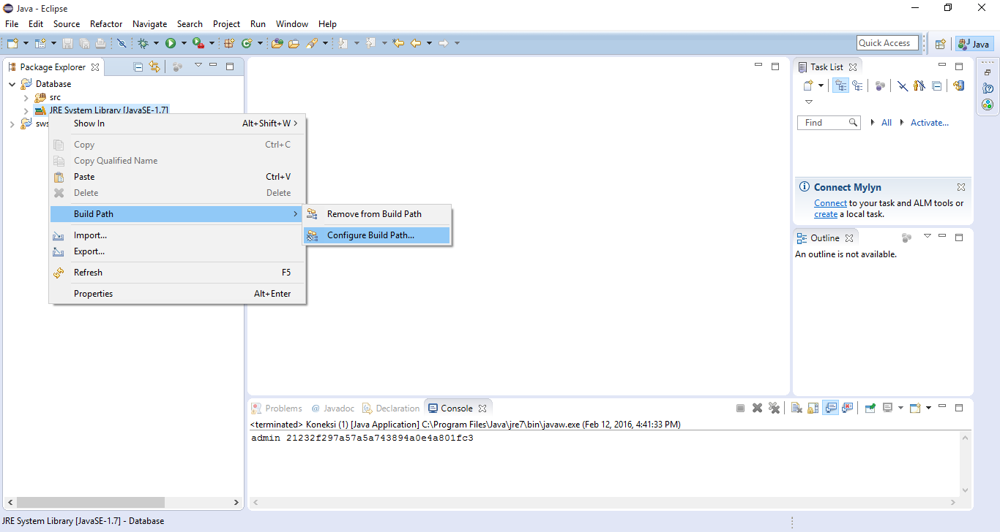 Java - Eclipse
File Edit Source Refactor Navigate Search Project Run Window Help
Quick Access
Java
Package Explorer
Database
src
JRE System Library [JavaSE-1.7]
sws
Show In Alt+Shift+W
Copy Ctrl+C
Copy Qualified Name
Paste Ctrl+V
Delete Delete
Build Path
Import...
Export...
Refresh F5
Properties Alt+Enter
Remove from Build Path
Configure Build Path...
Task List
Find All Activate...
Connect Mylyn
Connect to your task and ALM tools or
create a local task.
Outline
An outline is not available.
Problems @ Javadoc Declaration Console
<terminated> Koneksi (1) [Java Application] C:\Program Files\Java\jre7\bin\javaw.exe (Feb 12, 2016, 4:41:33 PM)
admin 21232f297a57a5a743894a0e4a801fc3
JRE System Library [JavaSE-1.7] - Database